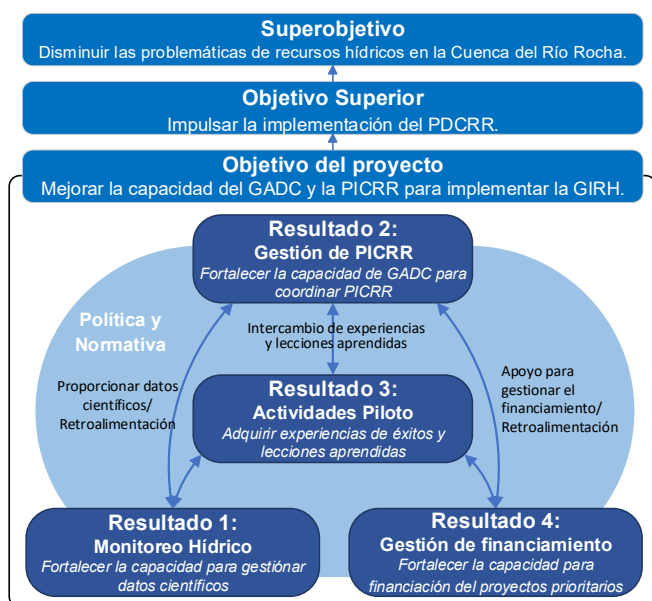 Superobjetivo
Disminuir las problemáticas de recursos hídricos en la Cuenca del Río Rocha.
Objetivo Superior
Impulsar la implementación del PDCRR.
Objetivo del proyecto
Mejorar la capacidad del GADC y la PICRR para implementar la GIRH.
Resultado 2:
Gestión de PICRR
Fortalecer la capacidad de GADC para
coordinar PICRR
Política y
Normativa
Intercambio de experiencias
y lecciones aprendidas
Proporcionar datos
científicos/
Retroalimentación
Apoyo para
gestionar el
financiamiento/
Retroalimentación
Resultado 3:
Actividades Piloto
Adquirir experiencias de éxitos y
lecciones aprendidas
Resultado 1:
Monitoreo Hídrico
Fortalecer la capacidad para gestiónar
datos científicos
Resultado 4:
Gestión de financiamiento
Fortalecer la capacidad para
financiación del proyectos prioritarios